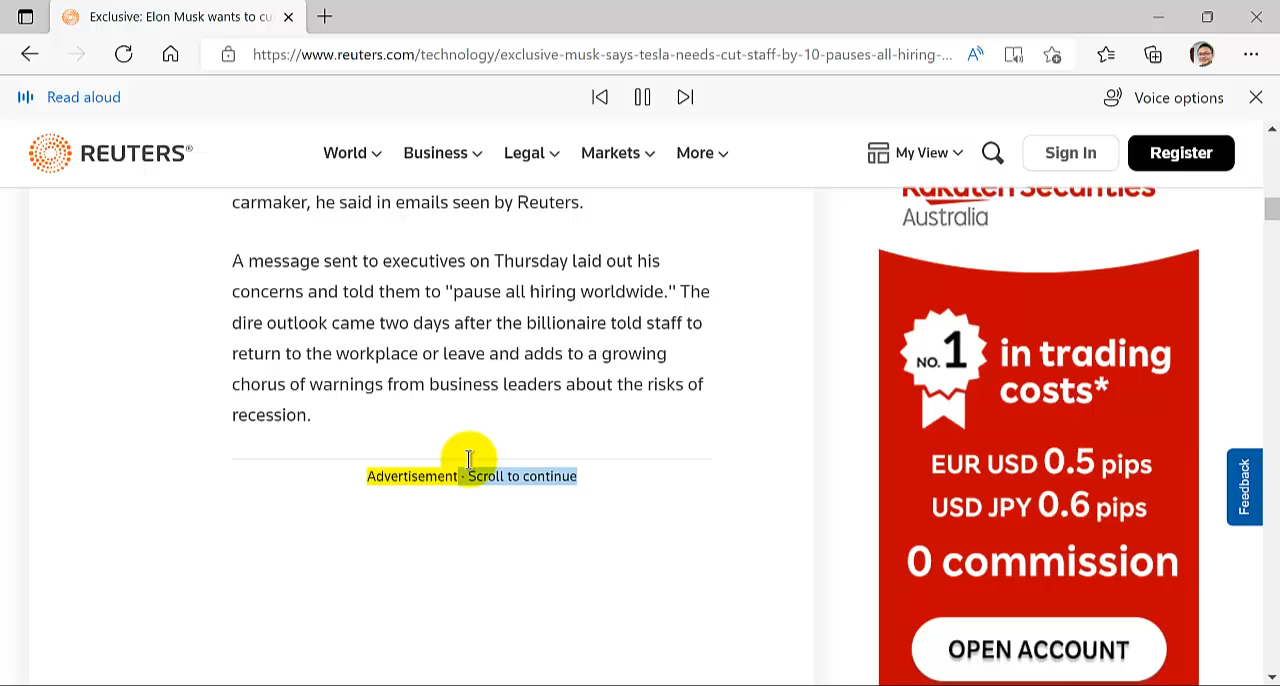 Exclusive: Elon Musk wants to cu
https://www.reuters.com/technology/exclusive-musk-says-tesla-needs-cut-staff-by-10-pauses-all-hiring-...
Read aloud
Voice options
REUTERS®
World
Business
Legal
Markets
More
My View
Sign In
Register
carmaker, he said in emails seen by Reuters.
A message sent to executives on Thursday laid out his
concerns and told them to "pause all hiring worldwide." The
dire outlook came two days after the billionaire told staff to
return to the workplace or leave and adds to a growing
chorus of warnings from business leaders about the risks of
recession.
Advertisement · Scroll to continue
Rakuten Securities
Australia
NO. 1 in trading
costs*
EUR USD 0.5 pips
USD JPY 0.6 pips
0 commission
OPEN ACCOUNT
Feedback